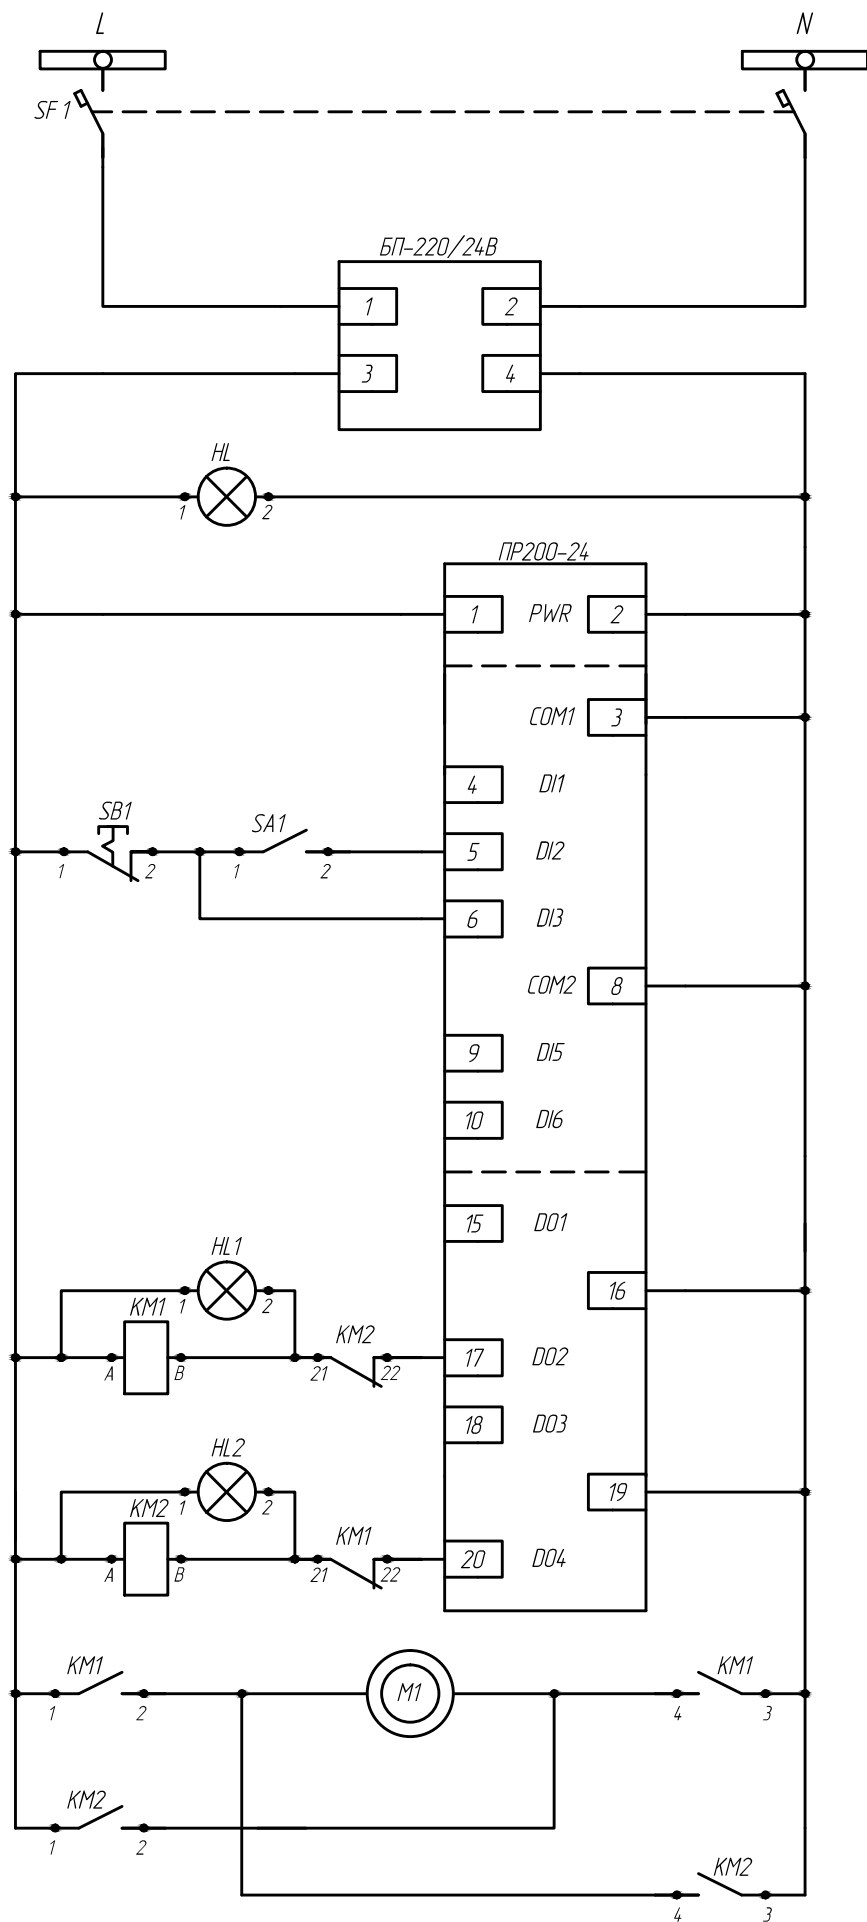 L N
SF1
БП-220/24В
1 2
3 4
HL
1 2
ПР200-24
1 PWR 2
COM1 3
4 DI1
SB1 SA1
1 2 1 2 5 DI2
6 DI3
COM2 8
9 DI5
10 DI6
15 DO1
HL1
1 2 16
KM1 KM2
A B 21 22 17 DO2
18 DO3
HL2
1 2 19
KM2 KM1
A B 21 22 20 DO4
KM1 M1 KM1
1 2 4 3
KM2
1 2
KM2
4 3